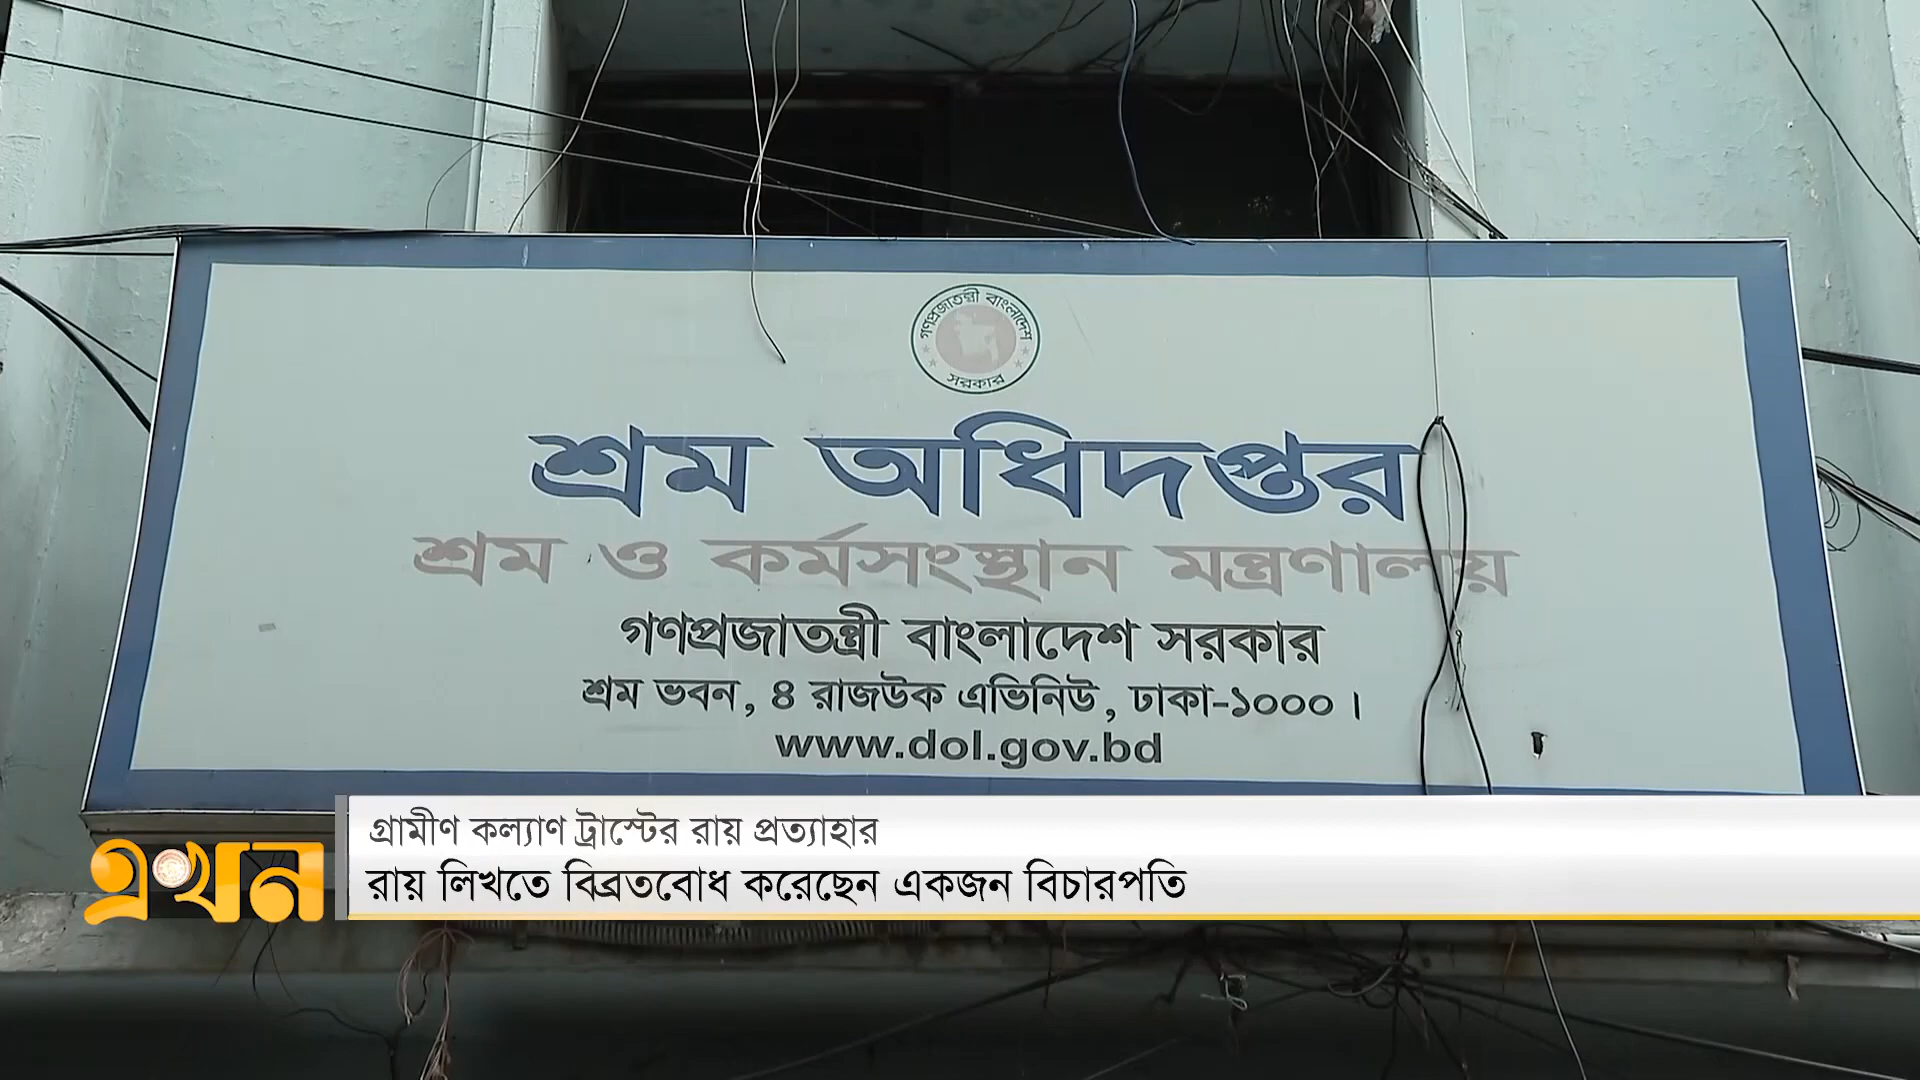 গণপ্রজাতন্ত্রী বাংলাদেশ
সরকার
শ্রম অধিদপ্তর
শ্রম ও কর্মসংস্থান মন্ত্রণালয়
গণপ্রজাতন্ত্রী বাংলাদেশ সরকার
শ্রম ভবন, ৪ রাজউক এভিনিউ, ঢাকা-১০০০।
www.dol.gov.bd
গ্রামীণ কল্যাণ ট্রাস্টের রায় প্রত্যাহার
রায় লিখতে বিব্রতবোধ করেছেন একজন বিচারপতি
এখন